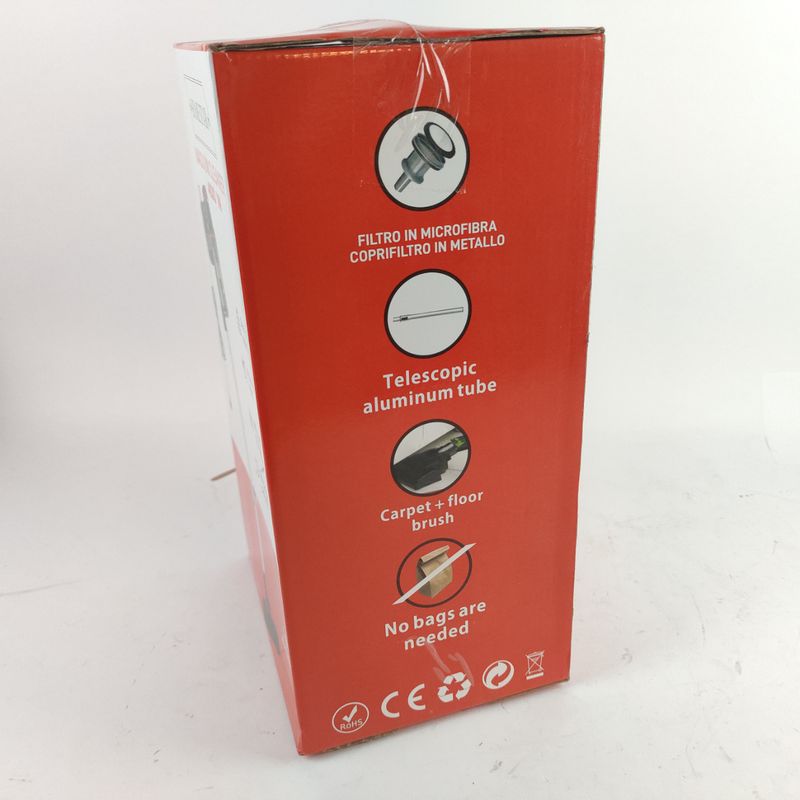 FILTRO IN MICROFIBRA
COPRIFILTRO IN METALLO
Telescopic
aluminum tube
Carpet + floor
brush
No bags are
needed
RoHS
CE